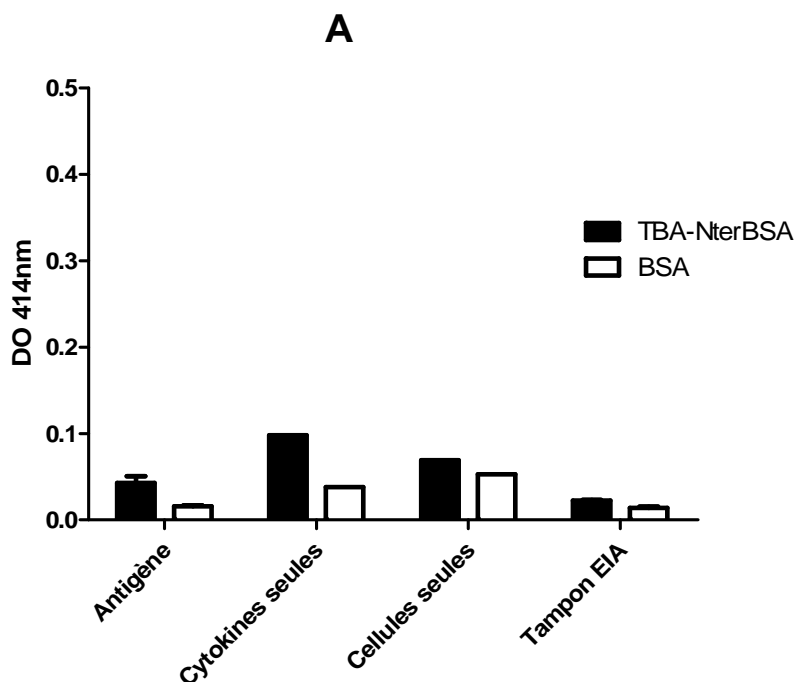 A
0.5
0.4
0.3
0.2
0.1
0.0
DO 414nm
TBA-NterBSA
BSA
Antigène
Cytokines seules
Cellules seules
Tampon EIA